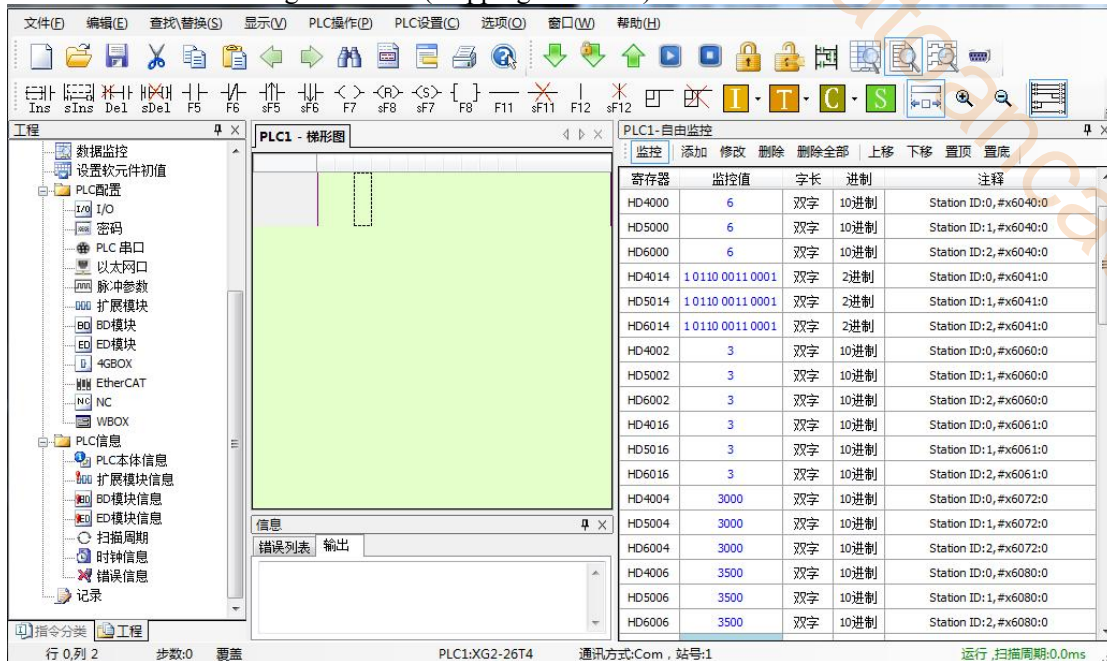 文件(F) 编辑(E) 查找\替换(S) 显示(V) PLC操作(P) PLC设置(C) 选项(O) 窗口(W) 帮助(H)
Ins sIns Del sDel F5 F6 sF5 sF6 F7 sF8 sF7 F8 F11 sF11 F12 sF12 I T C S
工程
数据监控
设置软元件初值
PLC配置
I/O I/O
密码
PLC 串口
以太网口
脉冲参数
扩展模块
BD BD模块
ED ED模块
4GBOX
EtherCAT
NC NC
WBOX
PLC信息
PLC本体信息
扩展模块信息
BD模块信息
ED模块信息
扫描周期
时钟信息
错误信息
记录
指令分类 工程
PLC1 - 梯形图
信息
错误列表 输出
PLC1-自由监控
监控 添加 修改 删除 删除全部 上移 下移 置顶 置底
寄存器 监控值 字长 进制 注释
HD4000 6 双字 10进制 Station ID:0,#x6040:0
HD5000 6 双字 10进制 Station ID:1,#x6040:0
HD6000 6 双字 10进制 Station ID:2,#x6040:0
HD4014 1 0110 0011 0001 双字 2进制 Station ID:0,#x6041:0
HD5014 1 0110 0011 0001 双字 2进制 Station ID:1,#x6041:0
HD6014 1 0110 0011 0001 双字 2进制 Station ID:2,#x6041:0
HD4002 3 双字 10进制 Station ID:0,#x6060:0
HD5002 3 双字 10进制 Station ID:1,#x6060:0
HD6002 3 双字 10进制 Station ID:2,#x6060:0
HD4016 3 双字 10进制 Station ID:0,#x6061:0
HD5016 3 双字 10进制 Station ID:1,#x6061:0
HD6016 3 双字 10进制 Station ID:2,#x6061:0
HD4004 3000 双字 10进制 Station ID:0,#x6072:0
HD5004 3000 双字 10进制 Station ID:1,#x6072:0
HD6004 3000 双字 10进制 Station ID:2,#x6072:0
HD4006 3500 双字 10进制 Station ID:0,#x6080:0
HD5006 3500 双字 10进制 Station ID:1,#x6080:0
HD6006 3500 双字 10进制 Station ID:2,#x6080:0
行 0,列 2 步数:0 覆盖 PLC1:XG2-26T4 通讯方式:Com，站号:1 运行 ,扫描周期:0.0ms